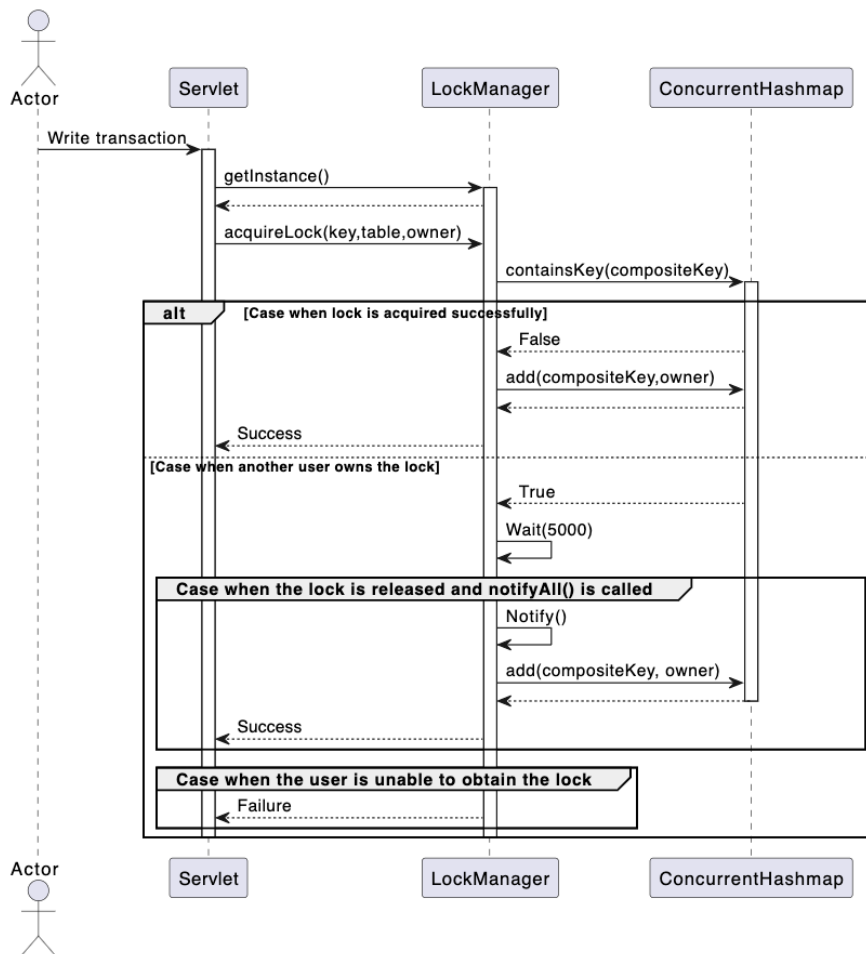 Actor
Servlet
LockManager
ConcurrentHashmap
Write transaction
getInstance()
acquireLock(key,table,owner)
containsKey(compositeKey)
alt
[Case when lock is acquired successfully]
False
add(compositeKey,owner)
Success
[Case when another user owns the lock]
True
Wait(5000)
Case when the lock is released and notifyAll() is called
Notify()
add(compositeKey, owner)
Success
Case when the user is unable to obtain the lock
Failure
Actor
Servlet
LockManager
ConcurrentHashmap